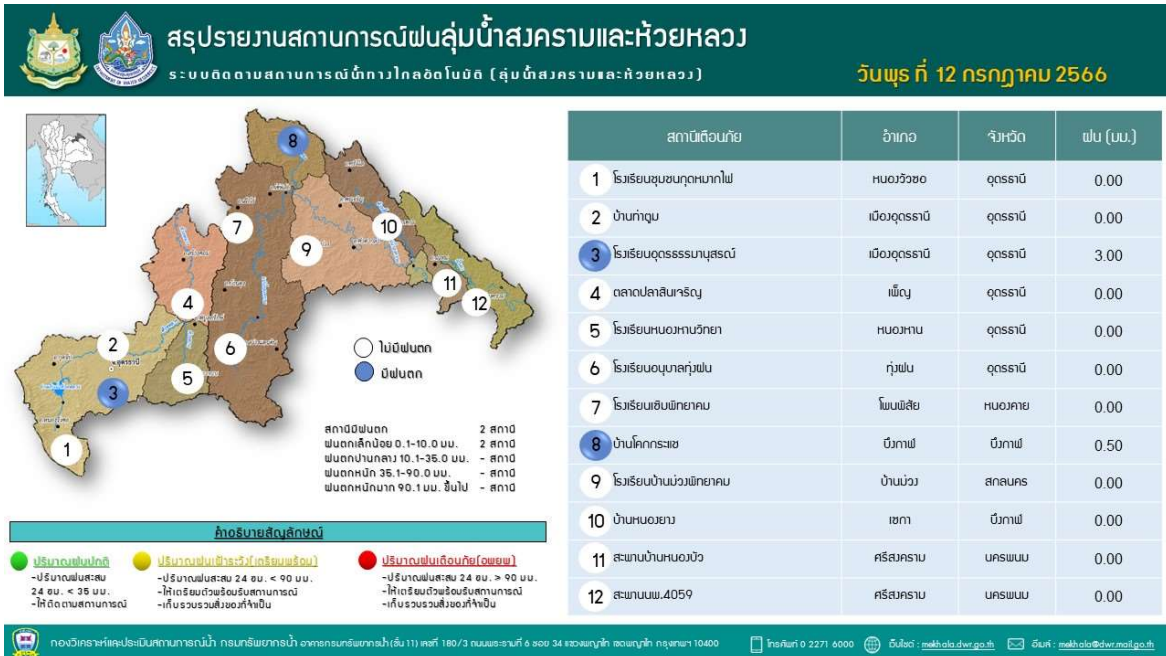 สรุปรายงานสถานการณ์ฝนลุ่มน้ำสงครามและห้วยหลวง
ระบบติดตามสถานการณ์น้ำทางไกลอัตโนมัติ (ลุ่มน้ำสงครามและห้วยหลวง)
วันพุธ ที่ 12 กรกฎาคม 2566
8
7
10
9
11
12
4
2
6
5
3
1
อุดรธานี
ไม่มีฝนตก
มีฝนตก
สถานีมีฝนตก 2 สถานี
ฝนตกเล็กน้อย 0.1-10.0 มม. 2 สถานี
ฝนตกปานกลาง 10.1-35.0 มม. - สถานี
ฝนตกหนัก 35.1-90.0 มม. - สถานี
ฝนตกหนักมาก 90.1 มม. ขึ้นไป - สถานี
คำอธิบายสัญลักษณ์
ปริมาณฝนปกติ
-ปริมาณฝนสะสม
24 ชม. < 35 มม.
-ให้ติดตามสถานการณ์
ปริมาณฝนเฝ้าระวัง(เตรียมพร้อม)
-ปริมาณฝนสะสม 24 ชม. < 90 มม.
-ให้เตรียมตัวพร้อมรับสถานการณ์
-เก็บรวบรวมสิ่งของที่จำเป็น
ปริมาณฝนเตือนภัย(อพยพ)
-ปริมาณฝนสะสม 24 ชม. > 90 มม.
-ให้เตรียมตัวพร้อมรับสถานการณ์
-เก็บรวบรวมสิ่งของที่จำเป็น
สถานีเตือนภัย อำเภอ จังหวัด ฝน (มม.)
1 โรงเรียนชุมชนกุดหมากไฟ หนองวัวซอ อุดรธานี 0.00
2 บ้านท่าตูม เมืองอุดรธานี อุดรธานี 0.00
3 โรงเรียนอุดรธรรมานุสรณ์ เมืองอุดรธานี อุดรธานี 3.00
4 ตลาดปลาสินเจริญ เพ็ญ อุดรธานี 0.00
5 โรงเรียนหนองหานวิทยา หนองหาน อุดรธานี 0.00
6 โรงเรียนอนุบาลทุ่งฝน ทุ่งฝน อุดรธานี 0.00
7 โรงเรียนเซิมพิทยาคม โพนพิสัย หนองคาย 0.00
8 บ้านโคกกระแซ บึงกาฬ บึงกาฬ 0.50
9 โรงเรียนบ้านม่วงพิทยาคม บ้านม่วง สกลนคร 0.00
10 บ้านหนองยาง เซกา บึงกาฬ 0.00
11 สะพานบ้านหนองบัว ศรีสงคราม นครพนม 0.00
12 สะพานนพ.4059 ศรีสงคราม นครพนม 0.00
กองวิเคราะห์และประเมินสถานการณ์น้ำ กรมทรัพยากรน้ำ อาคารกรมทรัพยากรน้ำ(ชั้น 11) เลขที่ 180/3 ถนนพระรามที่ 6 ซอย 34 แขวงพญาไท เขตพญาไท กรุงเทพฯ 10400 โทรศัพท์ 0 2271 6000 เว็บไซต์ : mekhala.dwr.go.th อีเมล์ : mekhala@dwr.mail.go.th